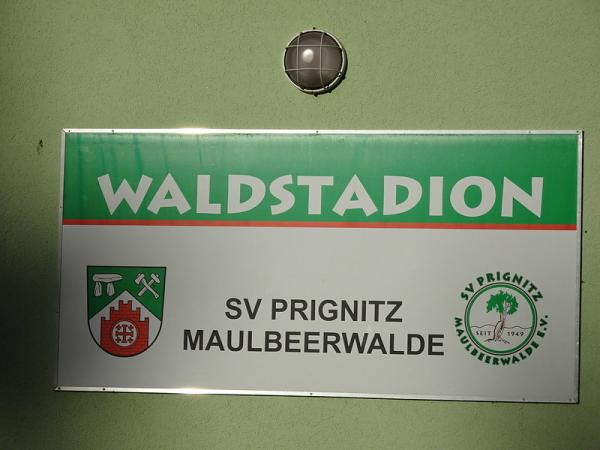 WALDSTADION
SV PRIGNITZ
MAULBEERWALDE
SV PRIGNITZ
SEIT 1949
MAULBEERWALDE E.V.